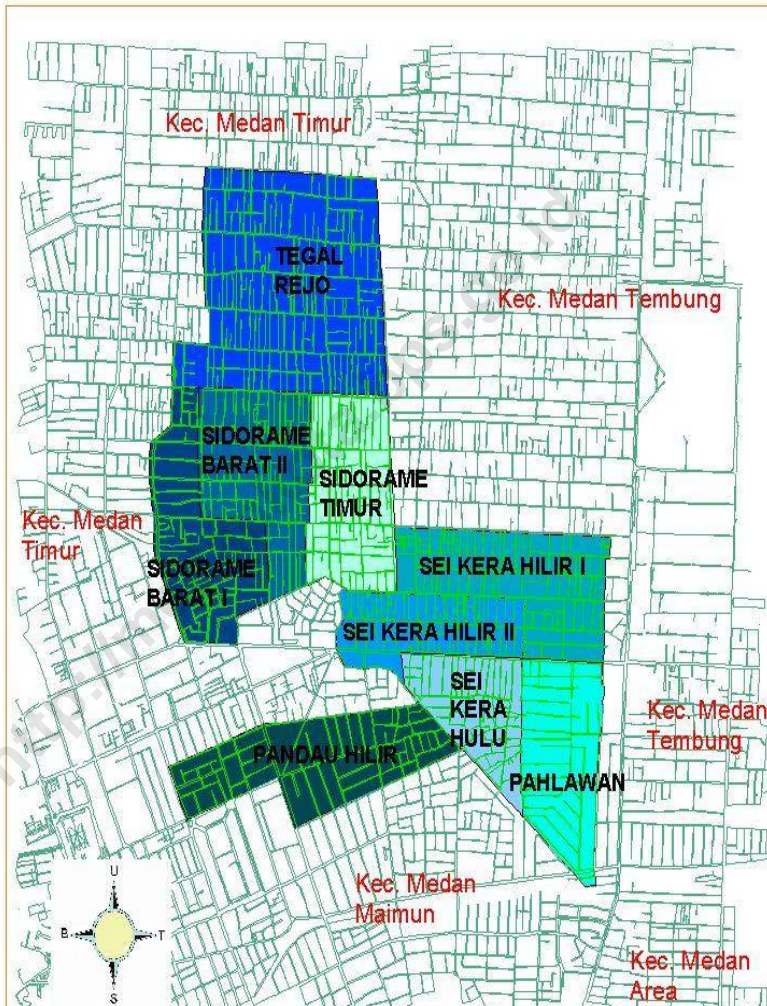 Kec. Medan Timur
TEGAL
REJO
Kec. Medan Tembung
SIDORAME
BARAT II
SIDORAME
TIMUR
Kec. Medan
Timur
SIDORAME
BARAT I
SEI KERA HILIR I
SEI KERA HILIR II
SEI
KERA
HULU
Kec. Medan
Tembung
PANDAU HILIR
PAHLAWAN
Kec. Medan
Maimun
Kec. Medan
Area
U
B
T
S